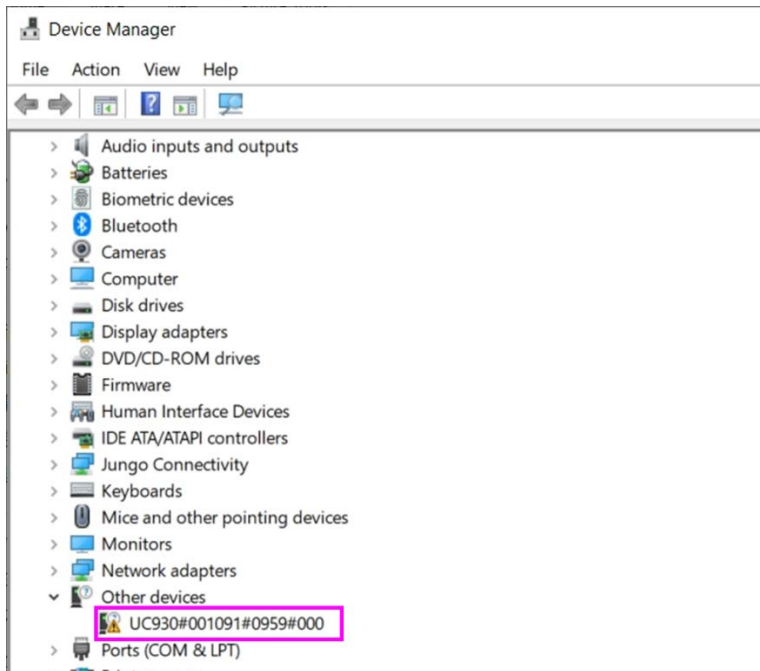 Device Manager
File Action View Help
Audio inputs and outputs
Batteries
Biometric devices
Bluetooth
Cameras
Computer
Disk drives
Display adapters
DVD/CD-ROM drives
Firmware
Human Interface Devices
IDE ATA/ATAPI controllers
Jungo Connectivity
Keyboards
Mice and other pointing devices
Monitors
Network adapters
Other devices
UC930#001091#0959#000
Ports (COM & LPT)